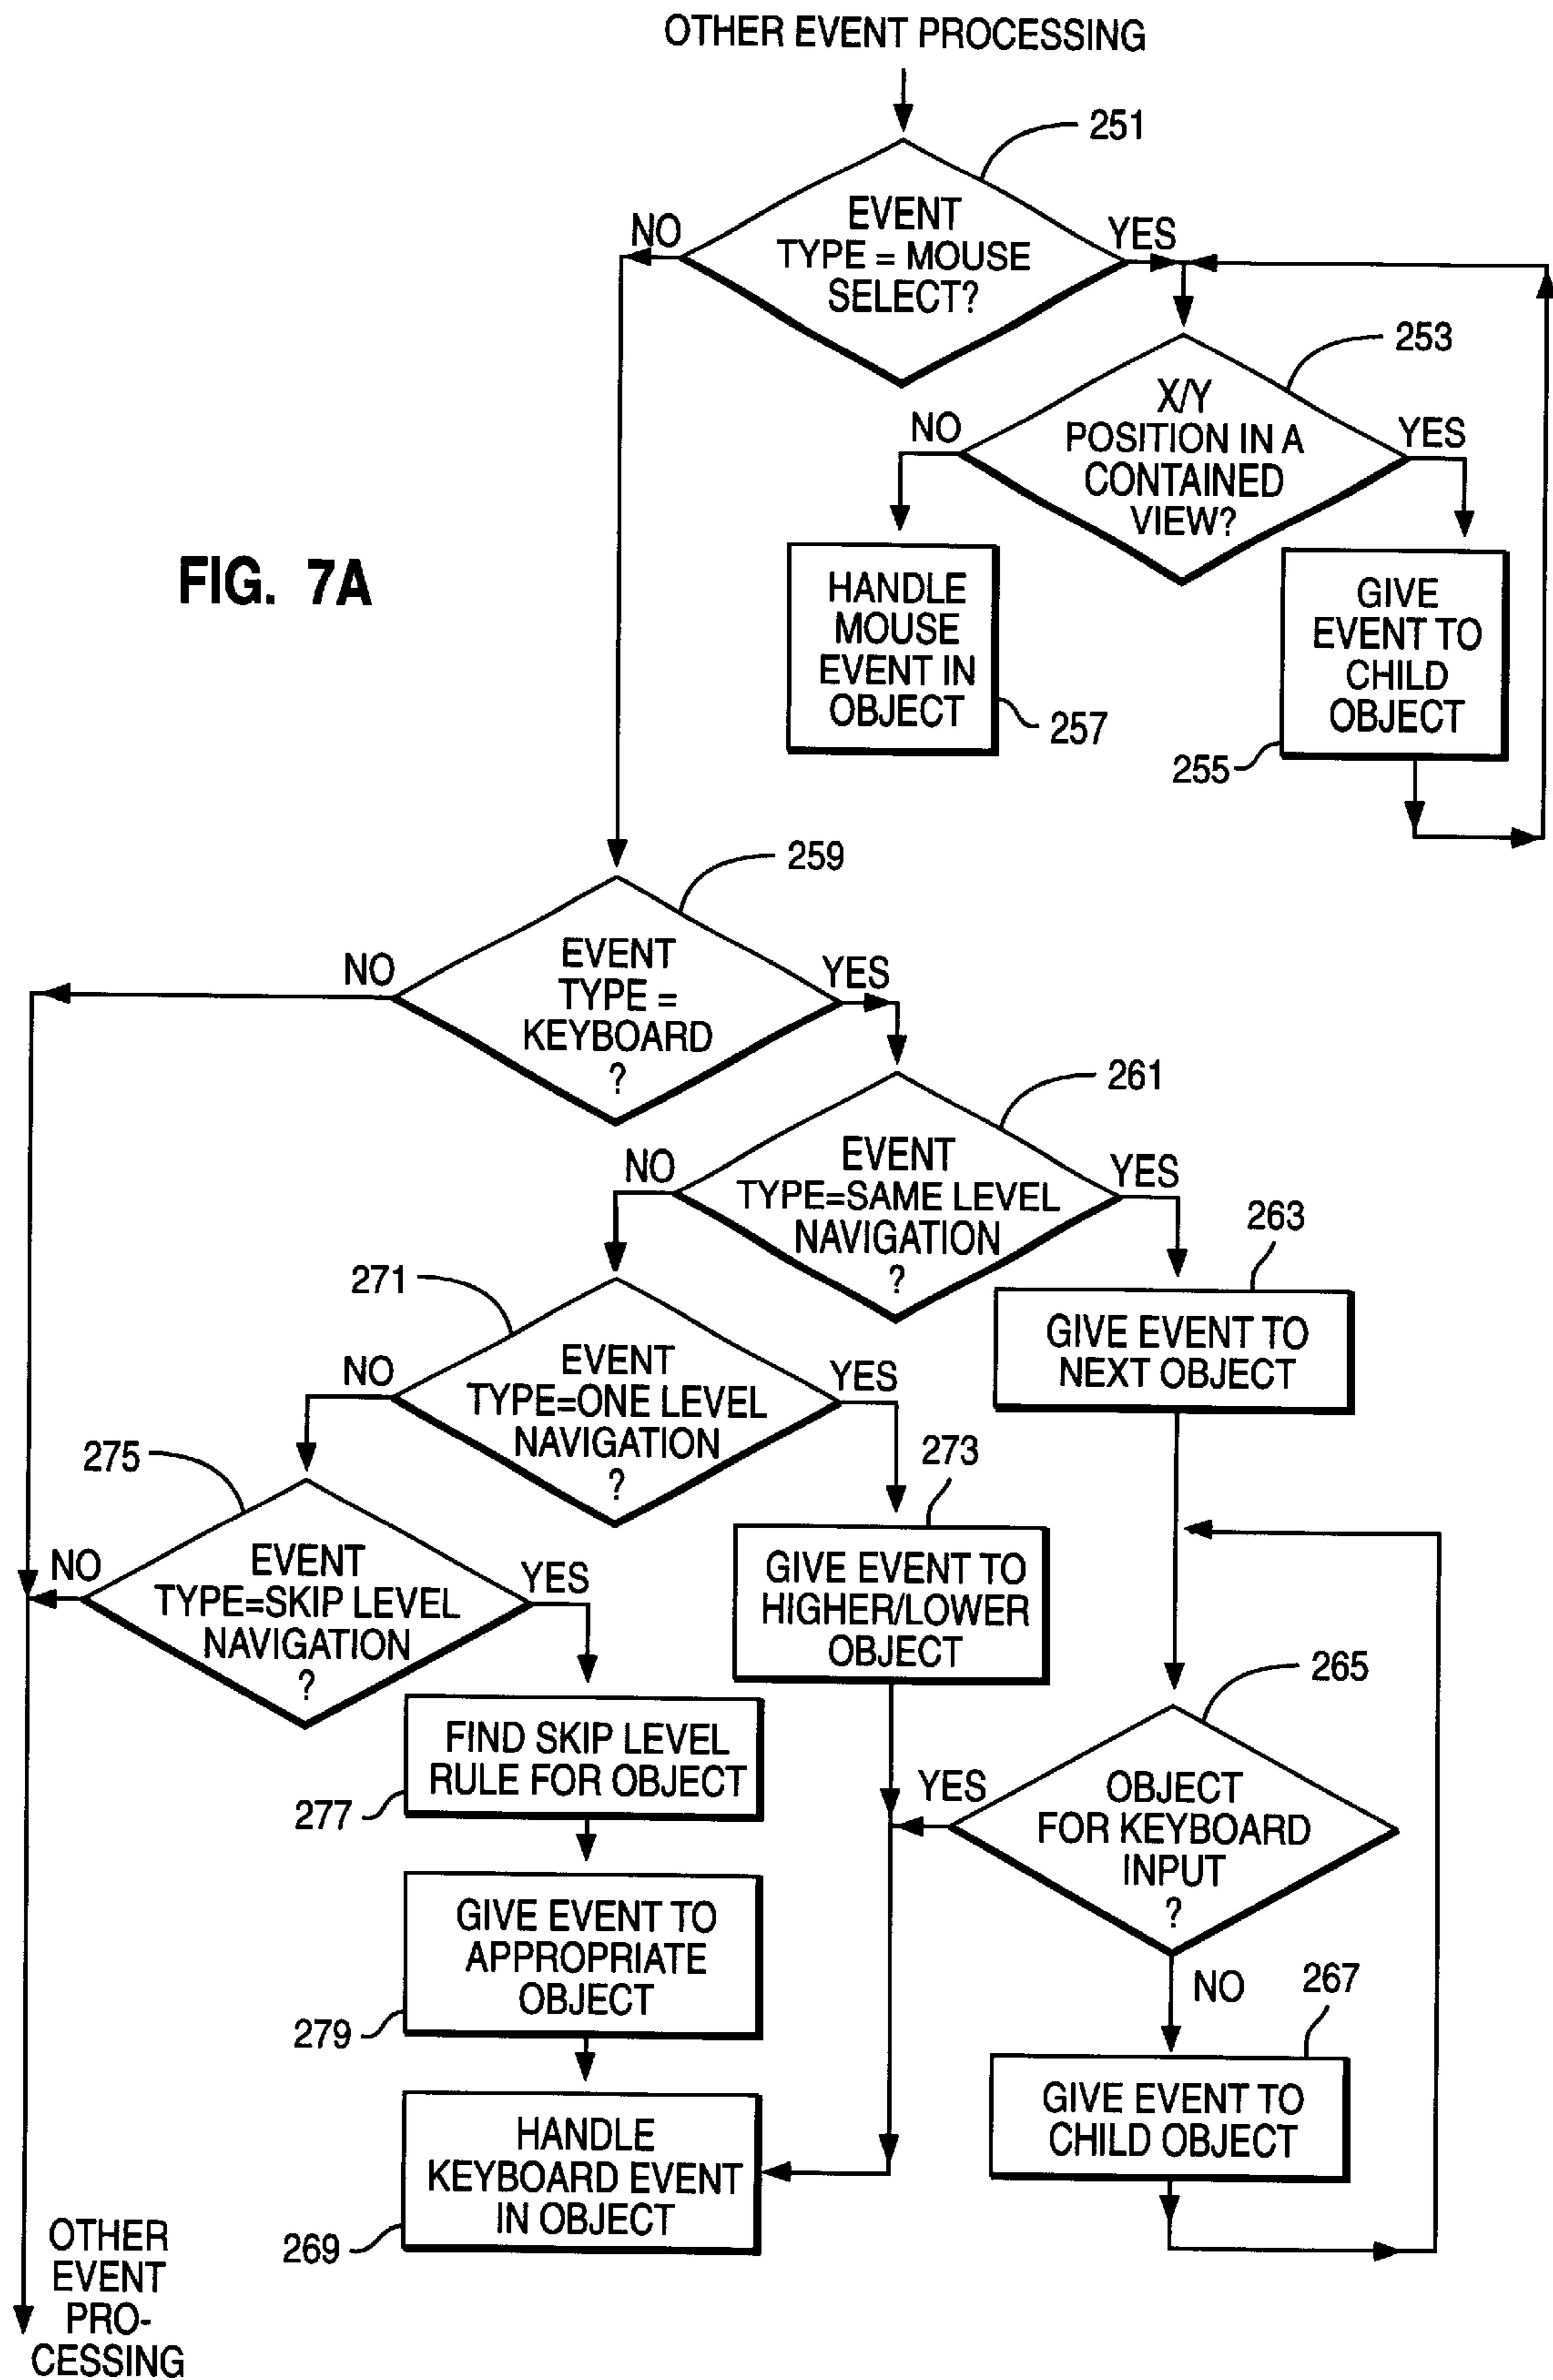 OTHER EVENT PROCESSING
251
EVENT
TYPE = MOUSE
SELECT?
NO
YES
253
X/Y
POSITION IN A
CONTAINED
VIEW?
NO
YES
FIG. 7A
HANDLE
MOUSE
EVENT IN
OBJECT
257
GIVE
EVENT TO
CHILD
OBJECT
255
259
EVENT
TYPE =
KEYBOARD
?
NO
YES
261
EVENT
TYPE=SAME LEVEL
NAVIGATION
?
NO
YES
263
GIVE EVENT TO
NEXT OBJECT
271
EVENT
TYPE=ONE LEVEL
NAVIGATION
?
NO
YES
273
GIVE EVENT TO
HIGHER/LOWER
OBJECT
275
EVENT
TYPE=SKIP LEVEL
NAVIGATION
?
NO
YES
277
FIND SKIP LEVEL
RULE FOR OBJECT
265
OBJECT
FOR KEYBOARD
INPUT
?
YES
NO
279
GIVE EVENT TO
APPROPRIATE
OBJECT
267
GIVE EVENT TO
CHILD OBJECT
HANDLE
KEYBOARD EVENT
IN OBJECT
269
OTHER
EVENT
PRO-
CESSING